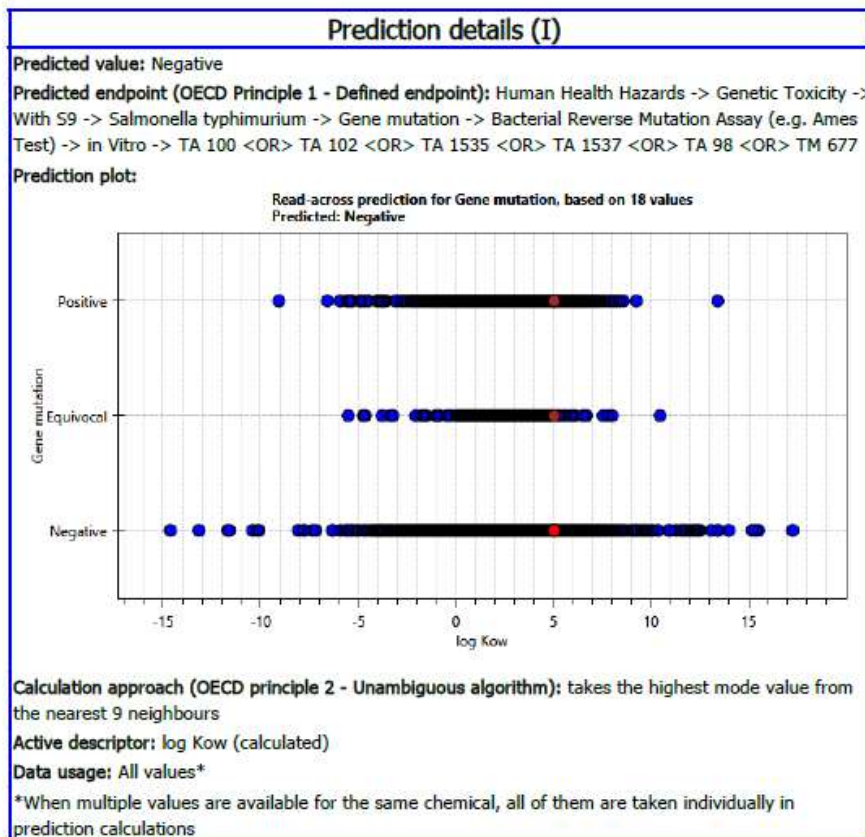 Prediction details (I)
Predicted value: Negative
Predicted endpoint (OECD Principle 1 - Defined endpoint): Human Health Hazards -> Genetic Toxicity ->
With S9 -> Salmonella typhimurium -> Gene mutation -> Bacterial Reverse Mutation Assay (e.g. Ames
Test) -> in Vitro -> TA 100 <OR> TA 102 <OR> TA 1535 <OR> TA 1537 <OR> TA 98 <OR> TM 677
Prediction plot:
Read-across prediction for Gene mutation, based on 18 values
Predicted: Negative
Positive
Equivocal
Negative
Gene mutation
-15 -10 -5 0 5 10 15
log Kow
Calculation approach (OECD principle 2 - Unambiguous algorithm): takes the highest mode value from
the nearest 9 neighbours
Active descriptor: log Kow (calculated)
Data usage: All values*
*When multiple values are available for the same chemical, all of them are taken individually in
prediction calculations